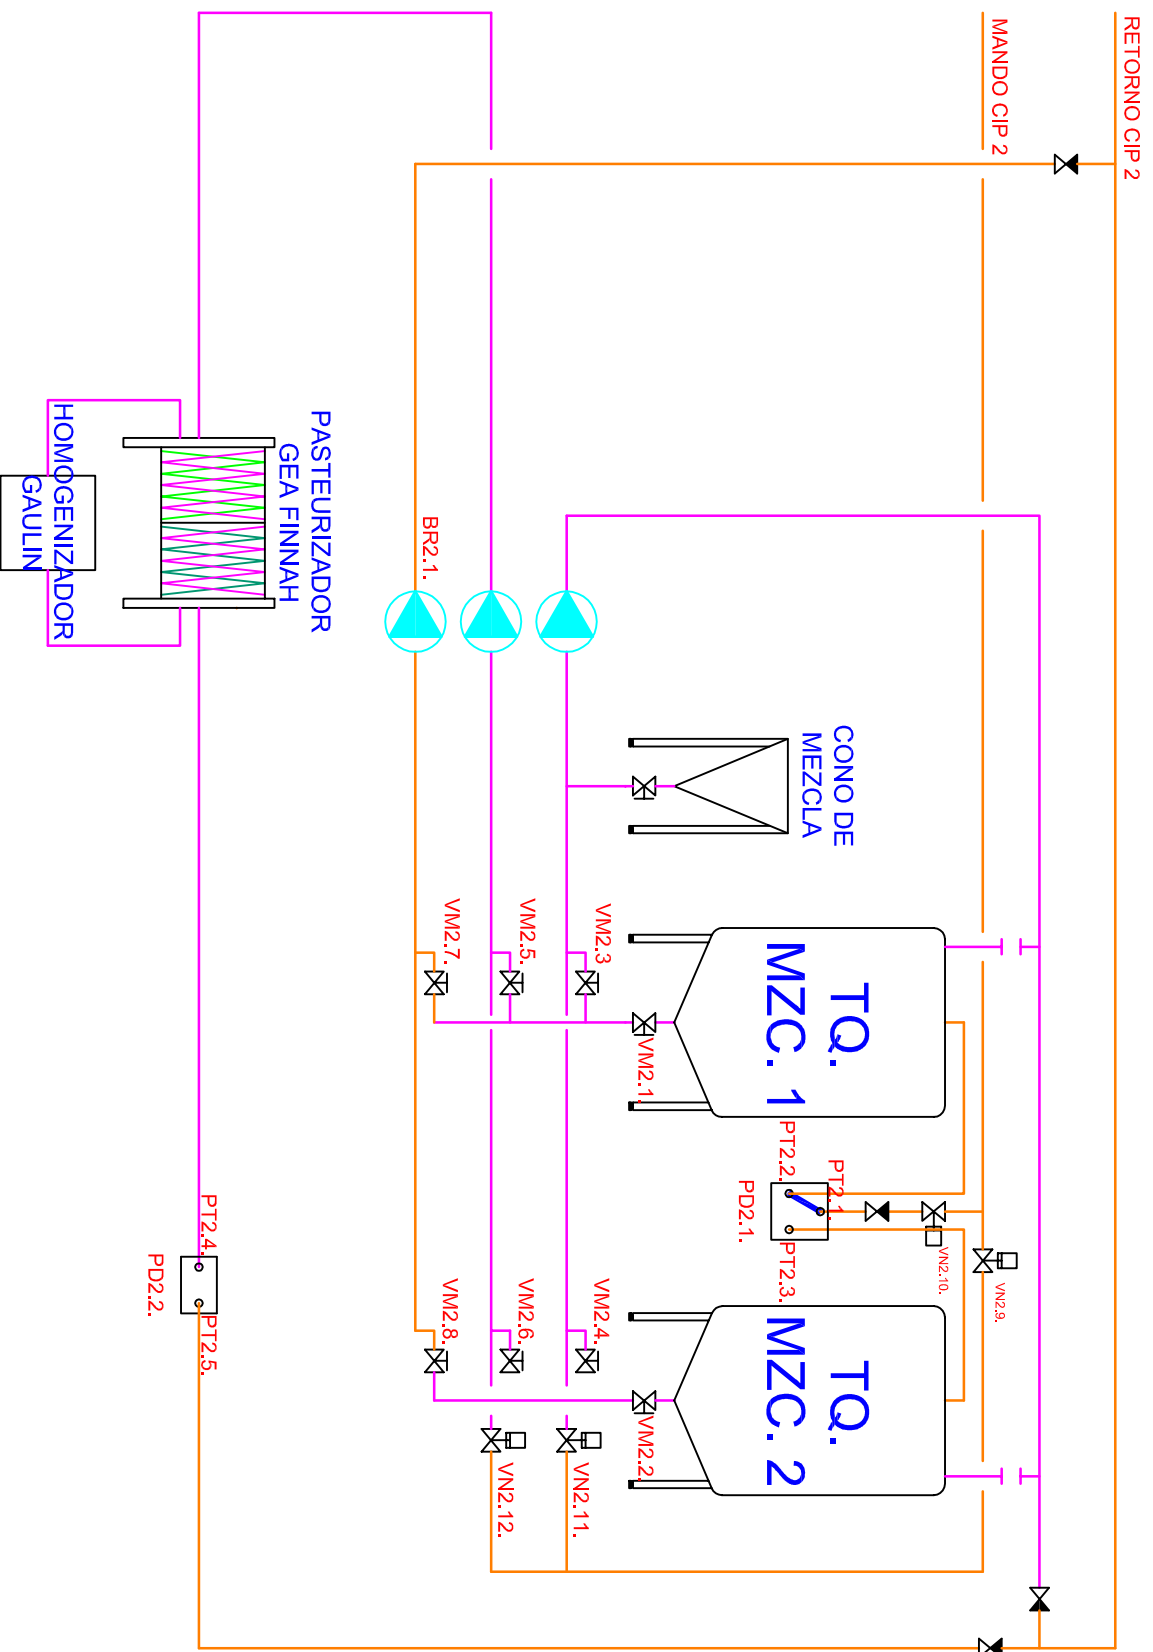 RETORNO CIP 2
MANDO CIP 2
PASTEURIZADOR
GEA FINNAH
HOMOGENIZADOR
GAULIN
BR2.1.
CONO DE
MEZCLA
VM2.3
VM2.5.
VM2.7.
TQ.
MZC. 1
VM2.1.
PT2.2.
PT2.1.
PD2.1.
PT2.3.
VN2.10.
VN2.9.
PT2.4.
PD2.2.
PT2.5.
VM2.4.
VM2.6.
VM2.8.
TQ.
MZC. 2
VM2.2.
VN2.11.
VN2.12.